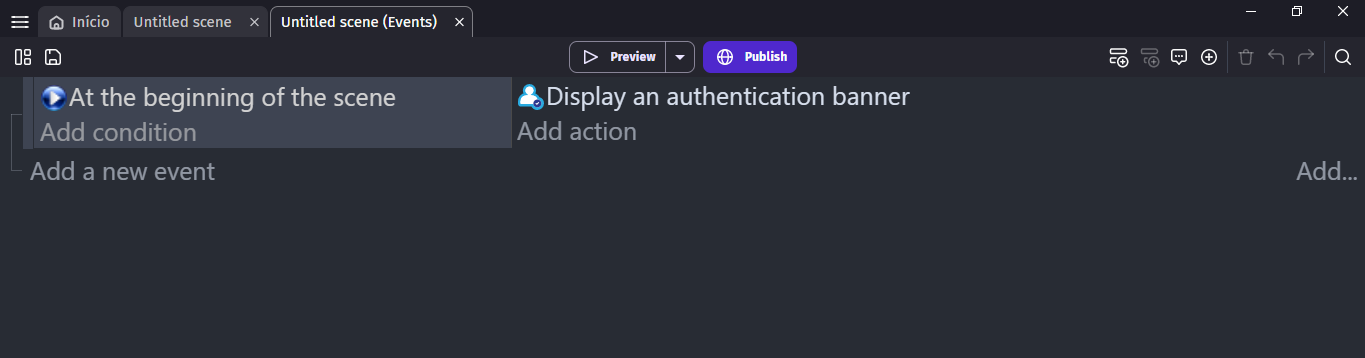 Início
Untitled scene
Untitled scene (Events)
Preview
Publish
At the beginning of the scene
Display an authentication banner
Add condition
Add action
Add a new event
Add...